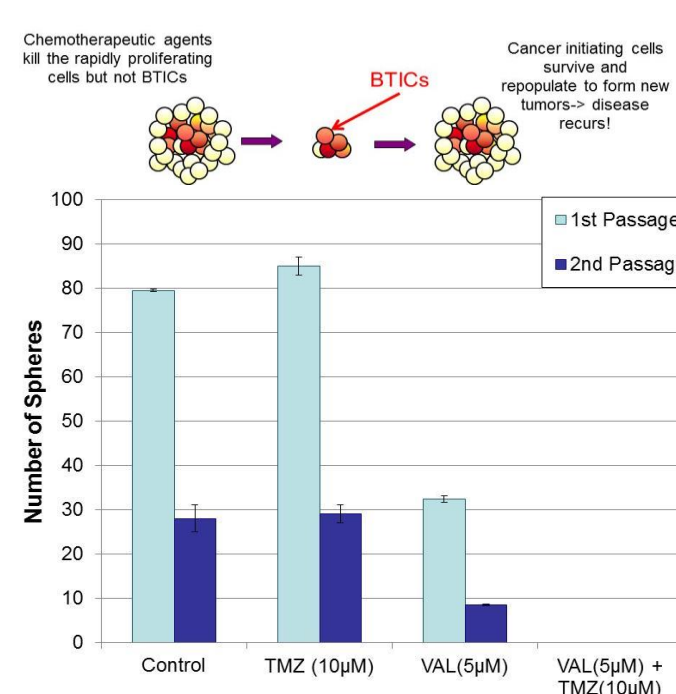 Chemotherapeutic agents
kill the rapidly proliferating
cells but not BTICs
BTICs
Cancer initiating cells
survive and
repopulate to form new
tumors-> disease
recurs!
100
90
80
70
60
50
40
30
20
10
0
Number of Spheres
1st Passage
2nd Passag
Control
TMZ (10µM)
VAL(5µM)
VAL(5µM) +
TMZ(10µM)